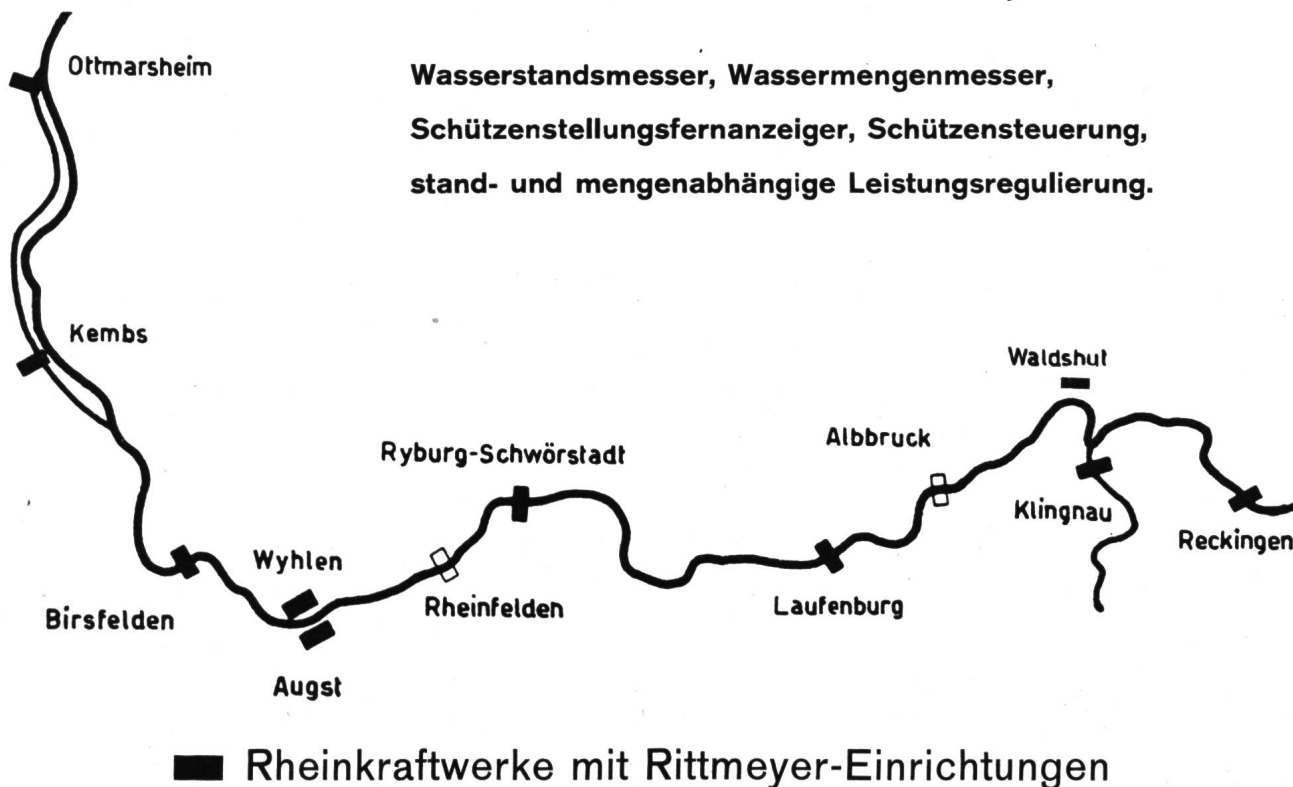 Ottmarsheim
Wasserstandsmesser, Wassermengenmesser,
Schützenstellungsfernanzeiger, Schützensteuerung,
stand- und mengenabhängige Leistungsregulierung.
Kembs
Waldshut
Albbruck
Ryburg-Schwörstadt
Klingnau
Reckingen
Wyhlen
Birsfelden
Rheinfelden
Laufenburg
Augst
Rheinkraftwerke mit Rittmeyer-Einrichtungen